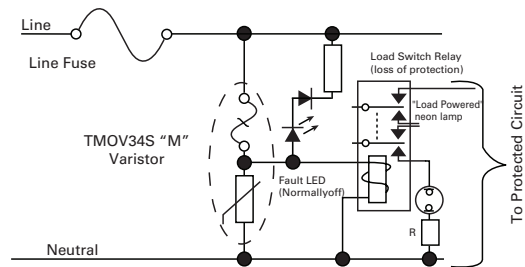 Line
Line Fuse
Load Switch Relay
(loss of protection)
"Load Powered"
neon lamp
TMOV34S “M”
Varistor
Fault LED
(Normallyoff)
To Protected Circuit
R
Neutral